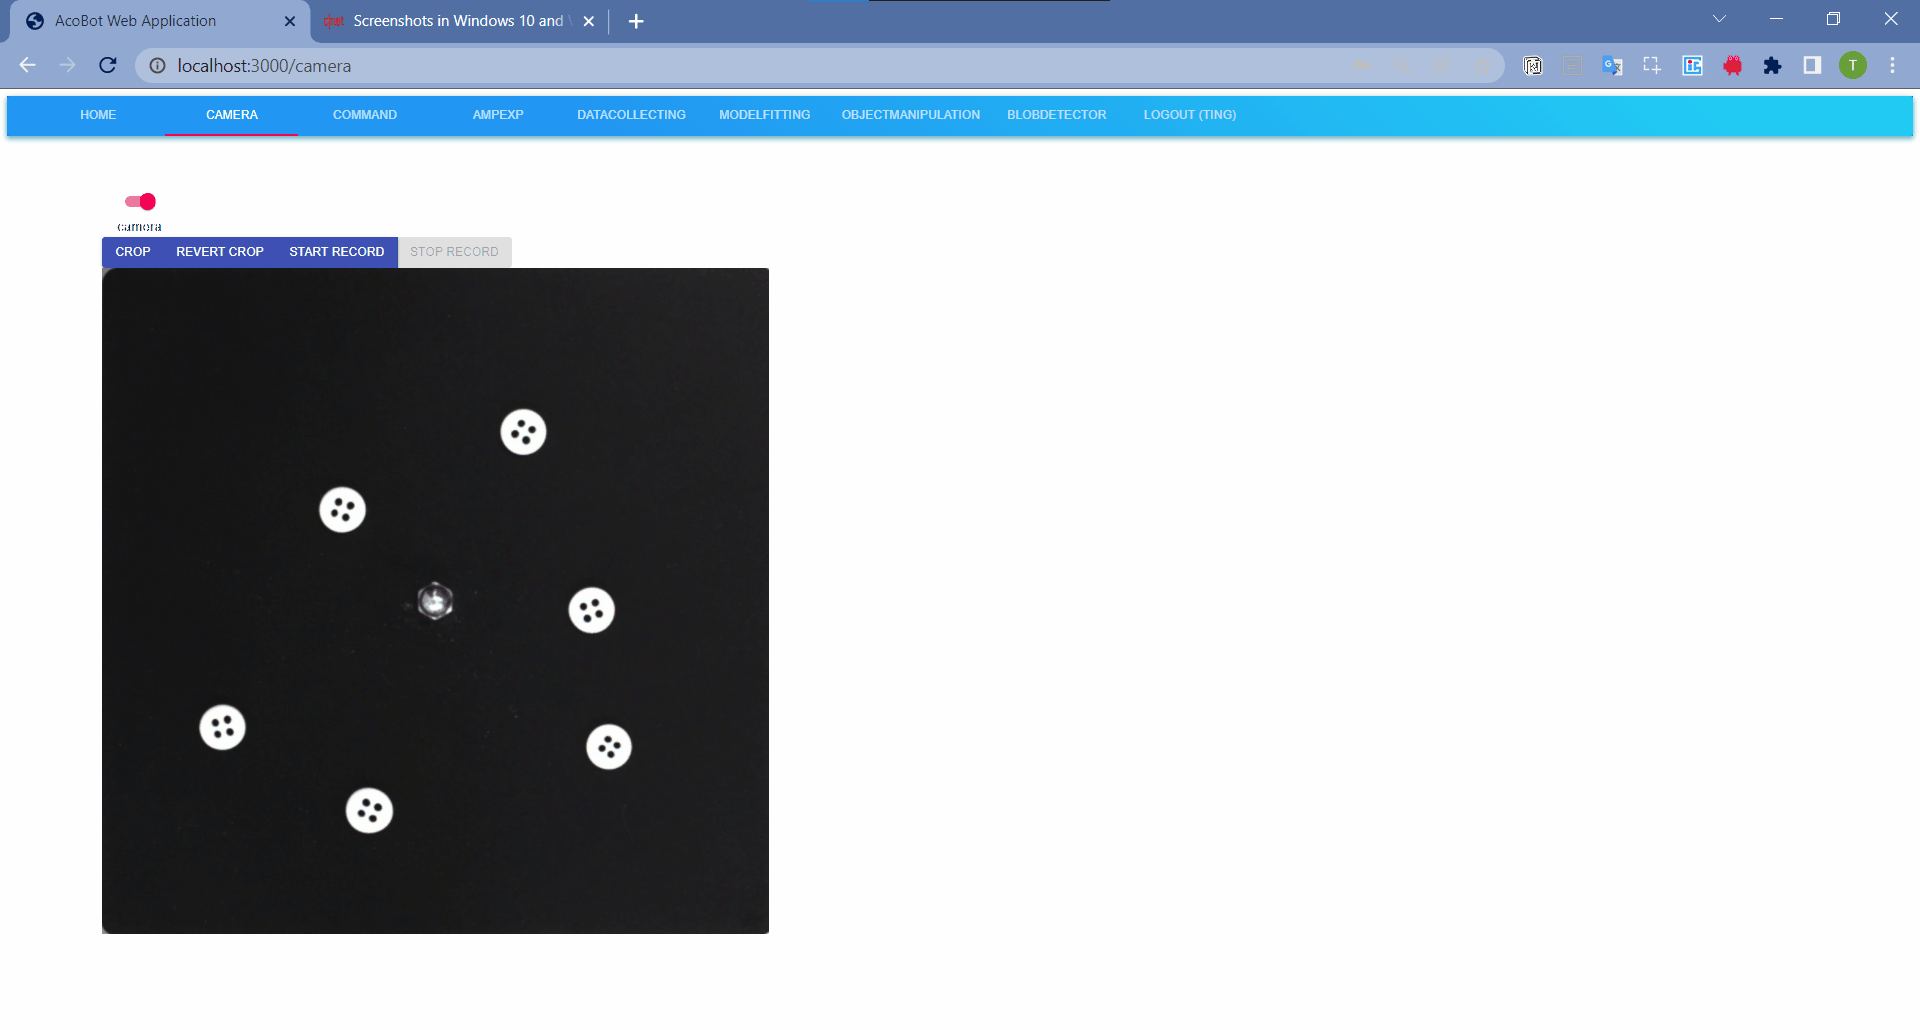 AcoBot Web Application
Screenshots in Windows 10 and
localhost:3000/camera
T
HOME CAMERA COMMAND AMPEXP DATACOLLECTING MODELFITTING OBJECTMANIPULATION BLOBDETECTOR LOGOUT (TING)
camera
CROP REVERT CROP START RECORD STOP RECORD